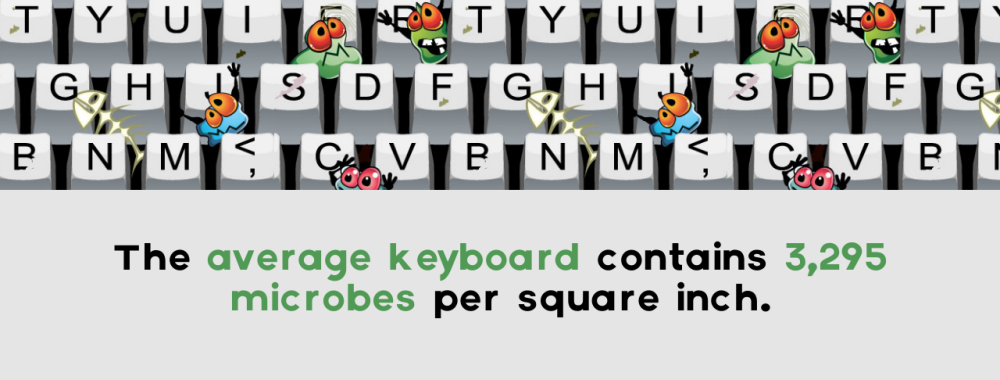 T Y U I E R T Y U I E R T Y
G H J S D F G H J S D F G
B N M < , C V B N M < , C V B N
The average keyboard contains 3,295
microbes per square inch.